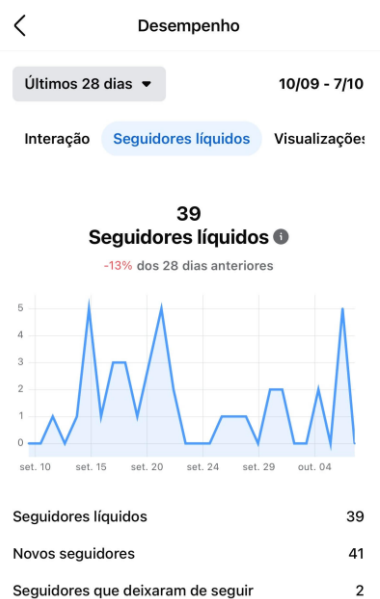 Desempenho
Últimos 28 dias
10/09 - 7/10
Interação Seguidores líquidos Visualizações
39
Seguidores líquidos
-13% dos 28 dias anteriores
5
4
3
2
1
0
set. 10 set. 15 set. 20 set. 24 set. 29 out. 04
Seguidores líquidos 39
Novos seguidores 41
Seguidores que deixaram de seguir 2